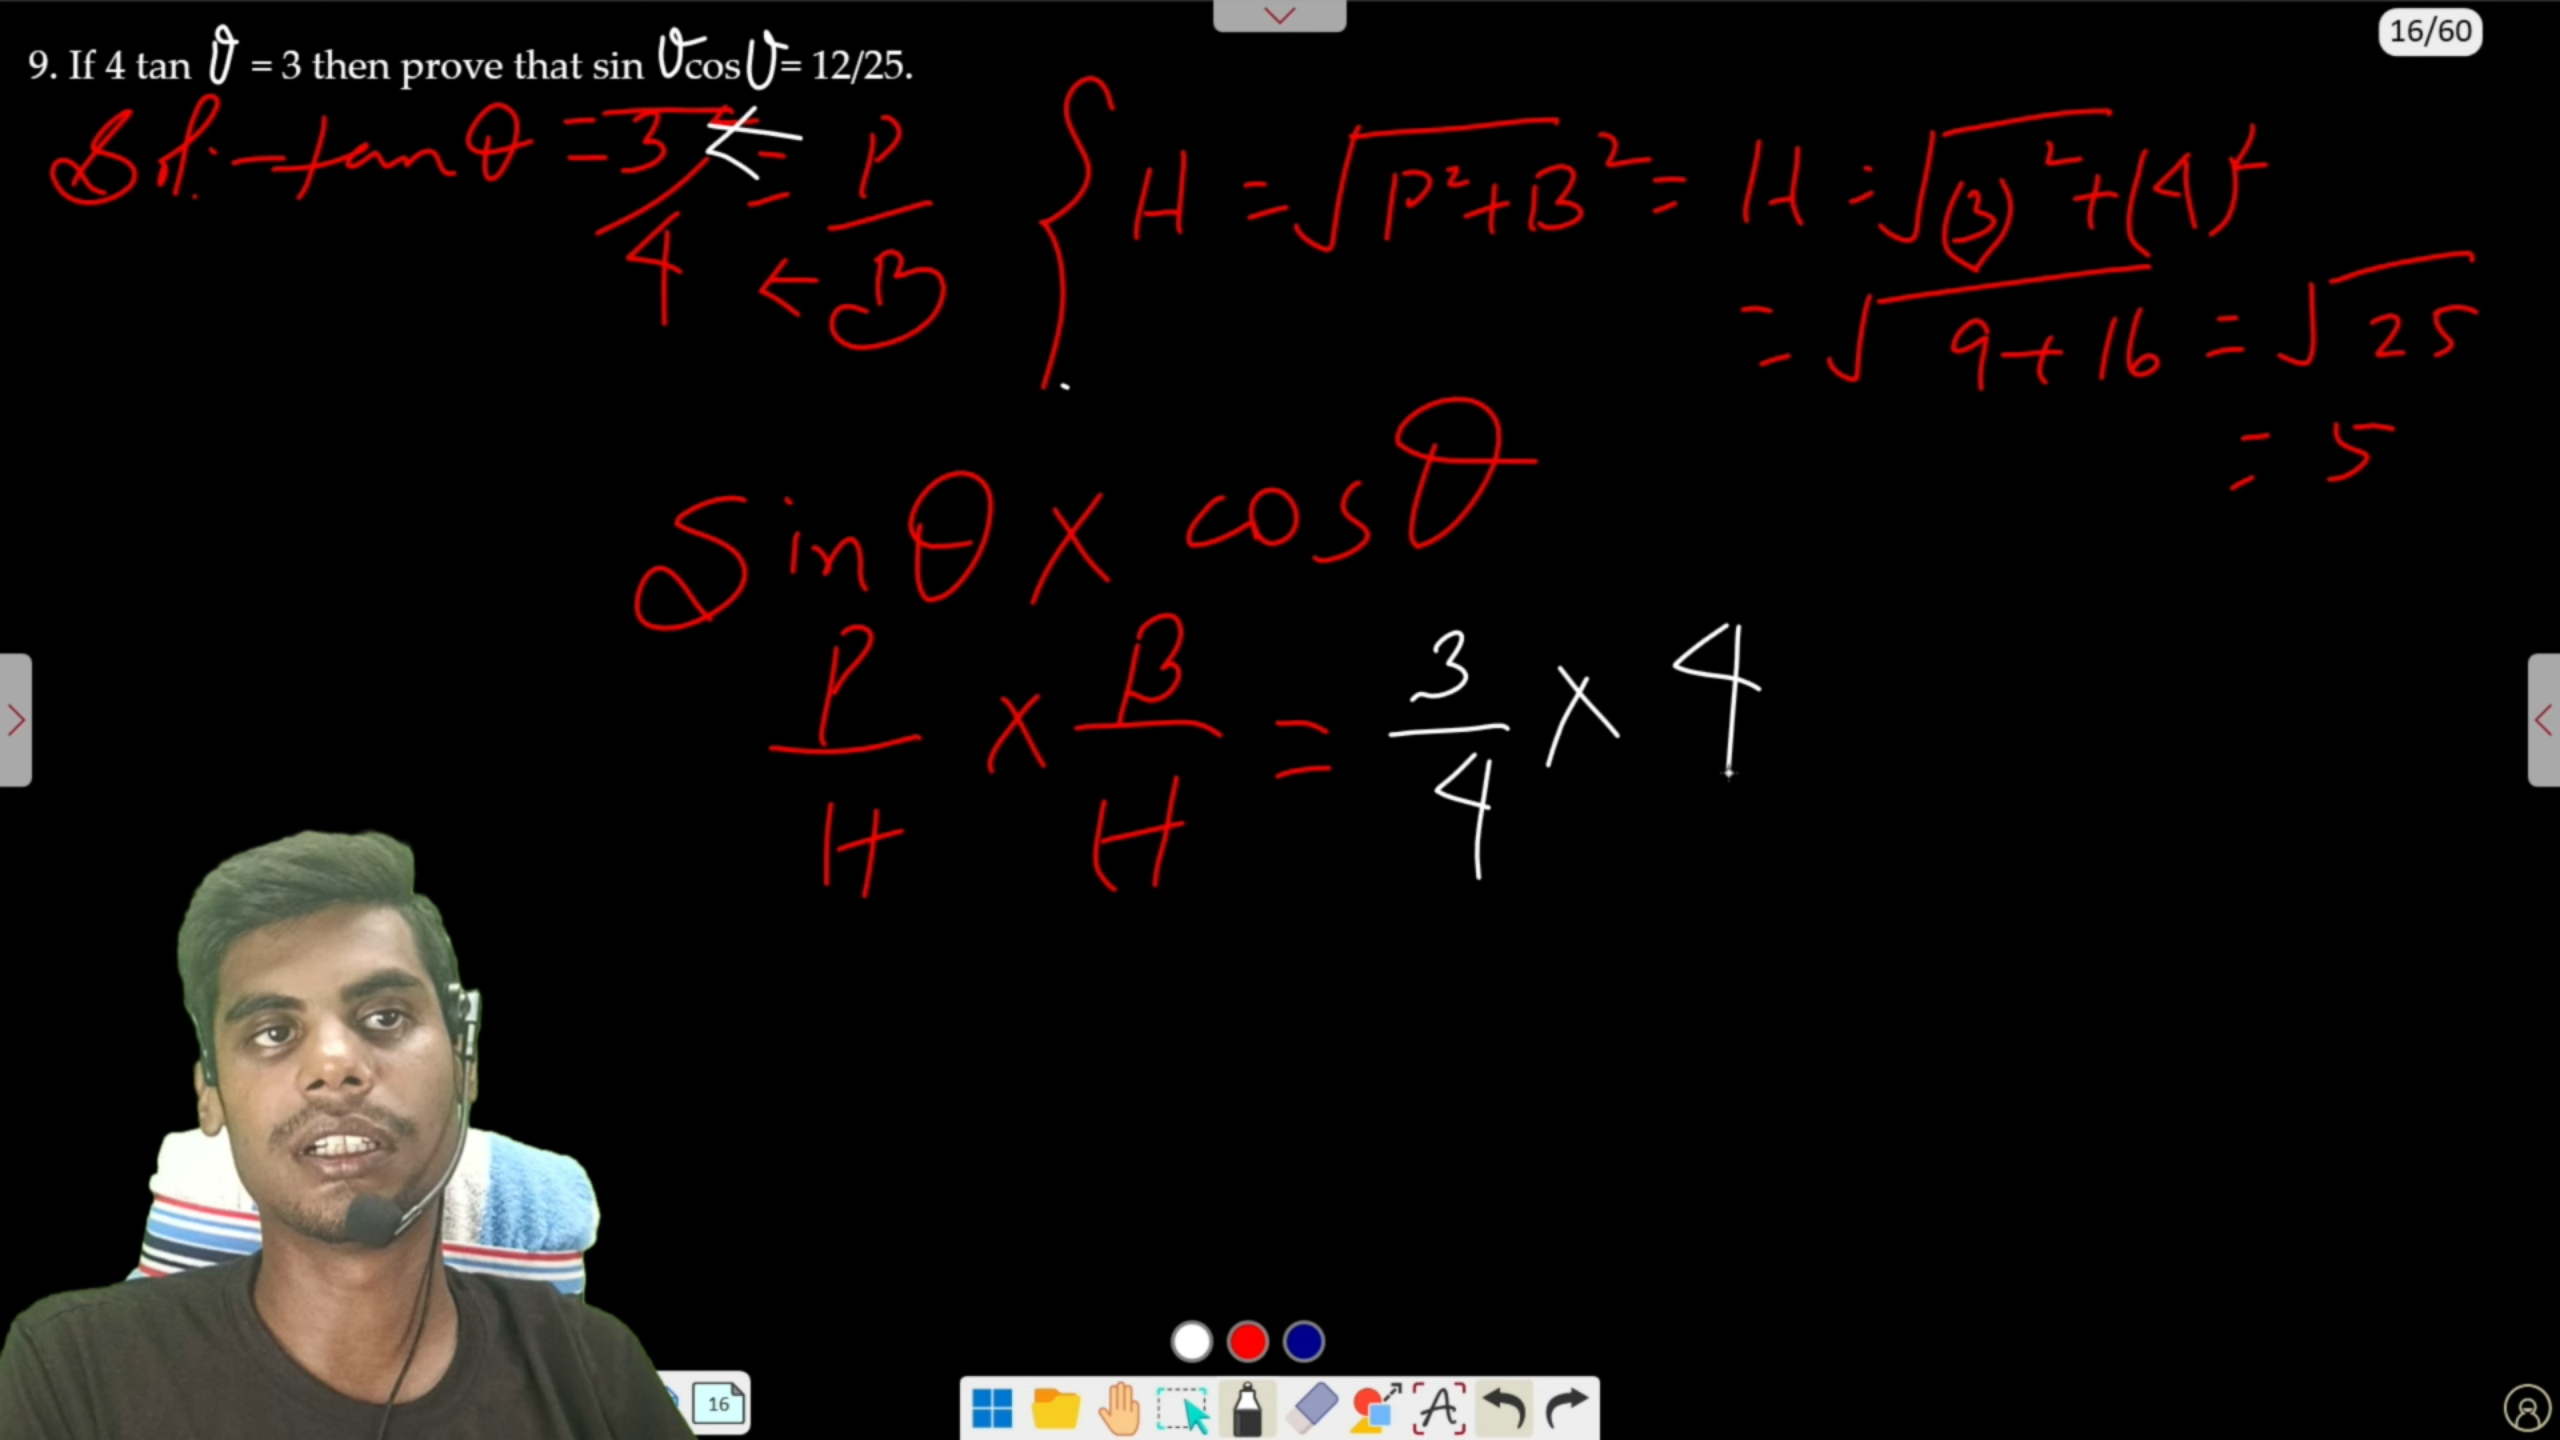 16/60
9. If 4 tan θ = 3 then prove that sin θ cos θ = 12/25.
Sol:- tan θ = 3/4 = P/B { H = √P²+B² = H = √(3)²+(4)²
= √9+16 = √25
= 5
Sin θ × cos θ
P/H × B/H = 3/4 × 4
16